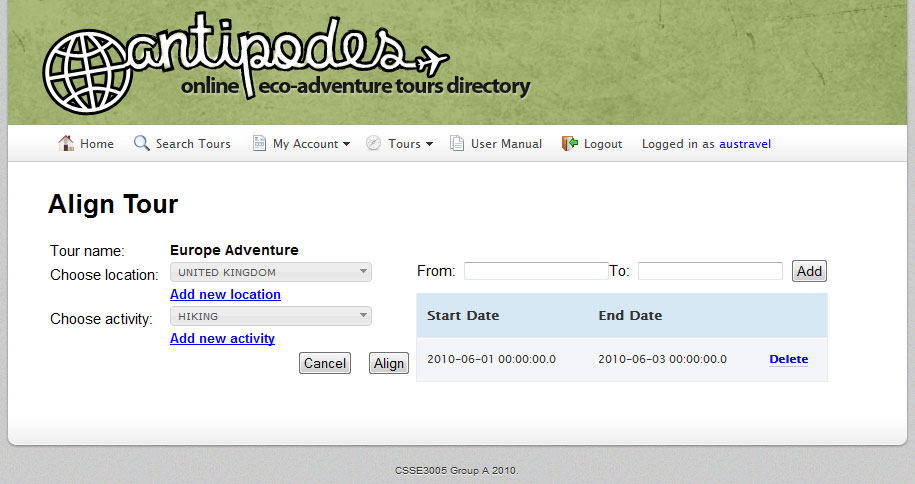 antipodes
online eco-adventure tours directory
Home Search Tours My Account Tours User Manual Logout Logged in as austravel
Align Tour
Tour name: Europe Adventure
Choose location: UNITED KINGDOM
Add new location
Choose activity: HIKING
Add new activity
Cancel Align
From: To: Add
Start Date End Date
2010-06-01 00:00:00.0 2010-06-03 00:00:00.0 Delete
CSSE3005 Group A 2010.